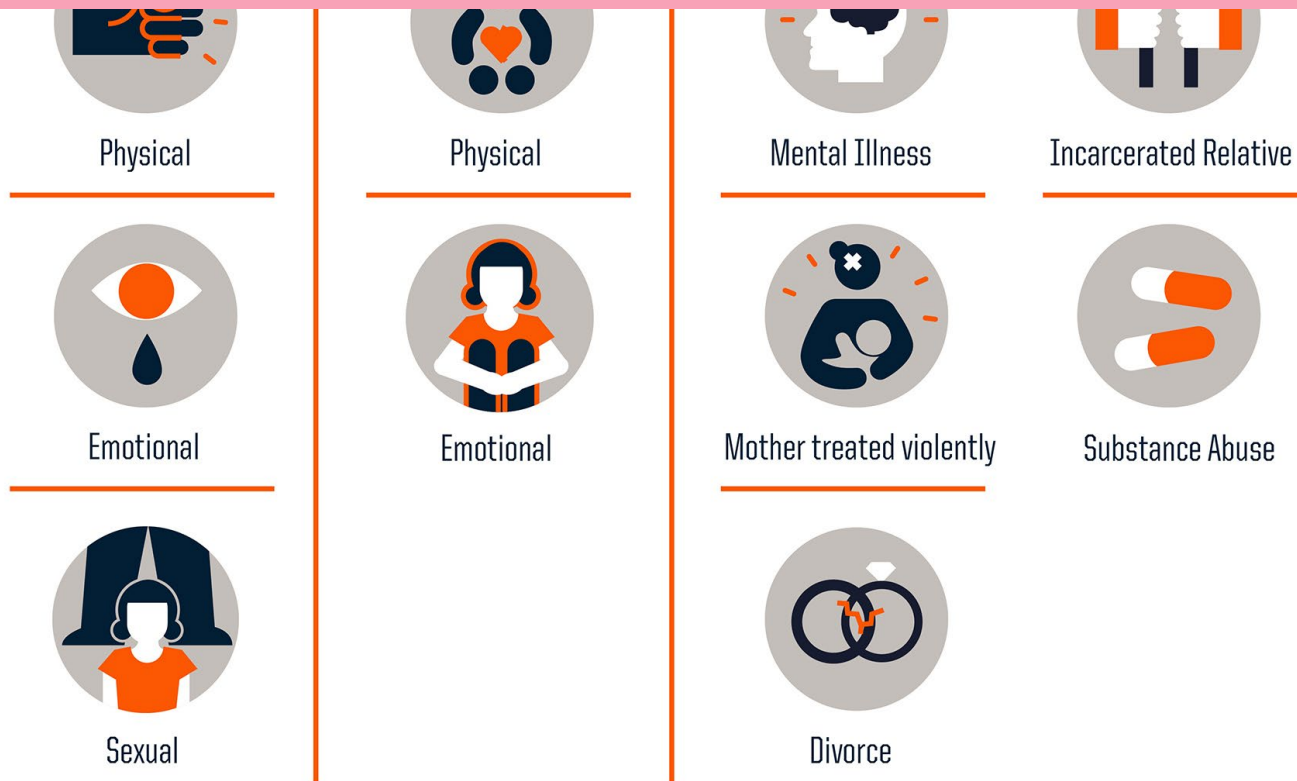 Physical
Physical
Mental Illness
Incarcerated Relative
Emotional
Emotional
Mother treated violently
Substance Abuse
Sexual
Divorce